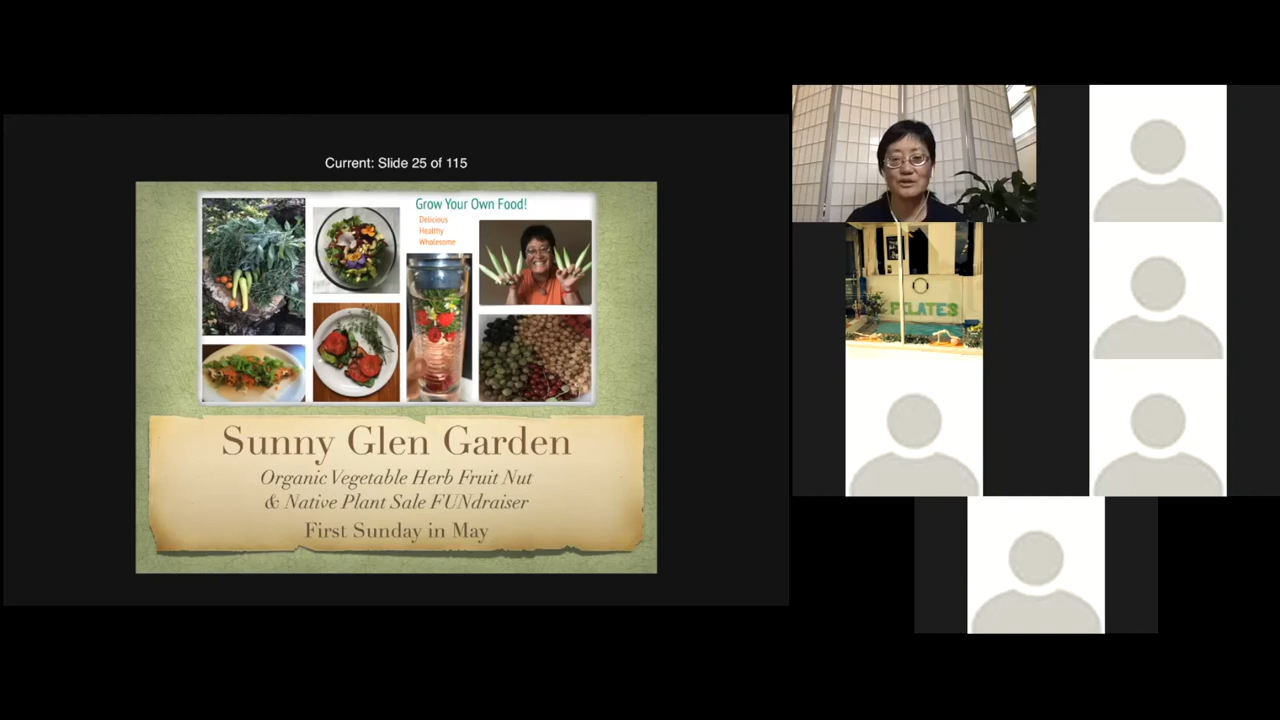 Current: Slide 25 of 115
Grow Your Own Food!
Delicious
Healthy
Wholesome
Sunny Glen Garden
Organic Vegetable Herb Fruit Nut
& Native Plant Sale FUNdraiser
First Sunday in May
PILATES